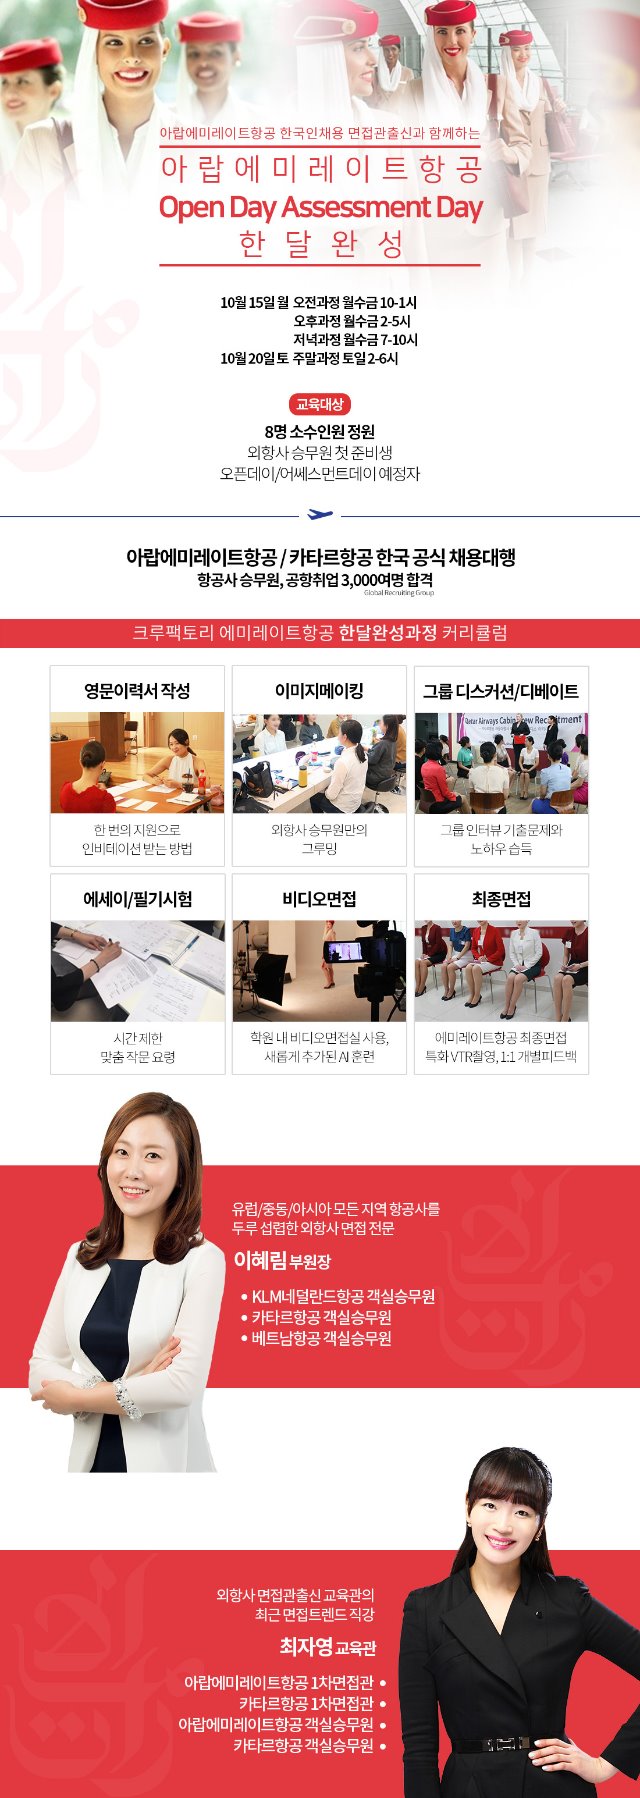 아랍에미레이트항공 한국인채용 면접관출신과 함께하는
아랍에미레이트항공
Open Day Assessment Day
한달완성
10월 15일 월 오전과정 월수금 10-1시
오후과정 월수금 2-5시
저녁과정 월수금 7-10시
10월 20일 토 주말과정 토일 2-6시
교육대상
8명 소수인원 정원
외항사 승무원 첫 준비생
오픈데이/어쎄스먼트데이 예정자
아랍에미레이트항공 / 카타르항공 한국 공식 채용대행
항공사 승무원, 공항취업 3,000여명 합격
Global Recruiting Group
크루팩토리 에미레이트항공 한달완성과정 커리큘럼
영문이력서 작성
한 번의 지원으로
인비테이션 받는 방법
이미지메이킹
외항사 승무원만의
그루밍
그룹 디스커션/디베이트
Qatar Airways Cabin Crew Recruitment
그룹 인터뷰 기출문제와
노하우 습득
에세이/필기시험
시간 제한
맞춤 작문 요령
비디오면접
학원 내 비디오면접실 사용,
새롭게 추가된 AI 훈련
최종면접
에미레이트항공 최종면접
특화 VTR촬영, 1:1 개별피드백
유럽/중동/아시아 모든 지역 항공사를
두루 섭렵한 외항사 면접 전문
이혜림 부원장
• KLM네덜란드항공 객실승무원
• 카타르항공 객실승무원
• 베트남항공 객실승무원
외항사 면접관출신 교육관의
최근 면접트렌드 직강
최자영 교육관
아랍에미레이트항공 1차면접관 •
카타르항공 1차면접관 •
아랍에미레이트항공 객실승무원 •
카타르항공 객실승무원 •